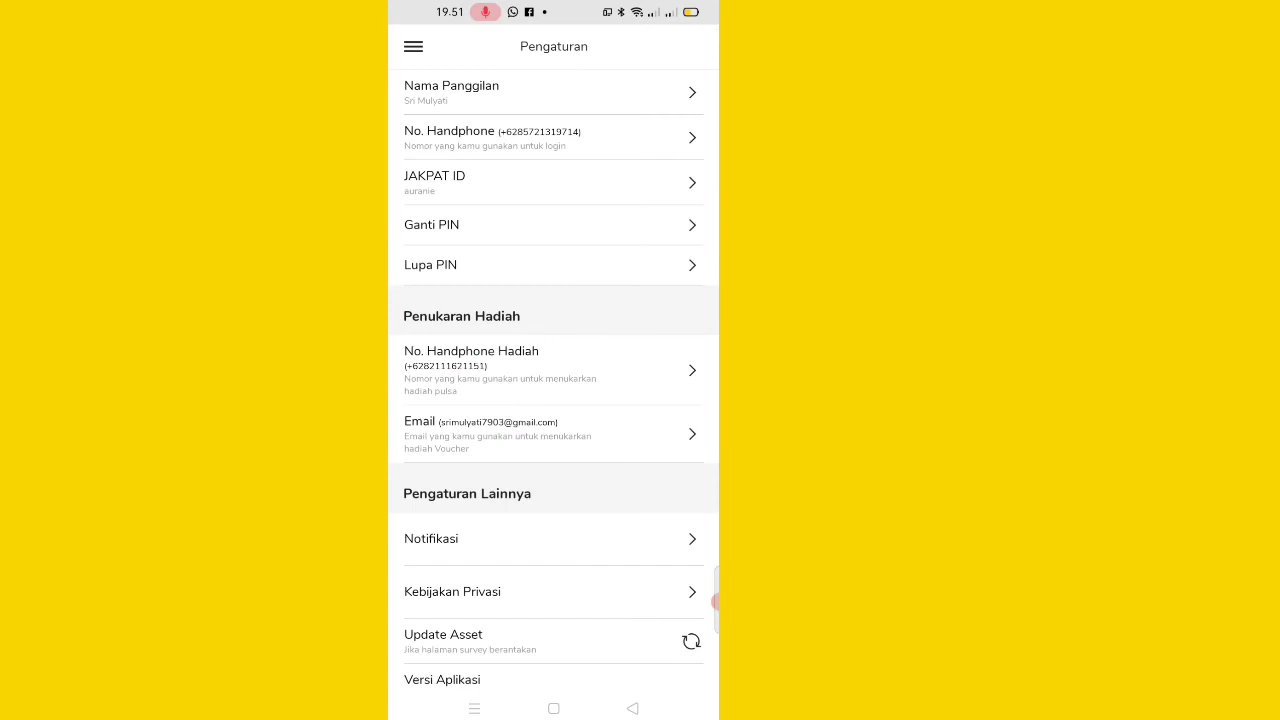 19.51
Pengaturan
Nama Panggilan
Sri Mulyati
No. Handphone (+6285721319714)
Nomor yang kamu gunakan untuk login
JAKPAT ID
auranie
Ganti PIN
Lupa PIN
Penukaran Hadiah
No. Handphone Hadiah
(+6282111621151)
Nomor yang kamu gunakan untuk menukarkan
hadiah pulsa
Email (srimulyati7903@gmail.com)
Email yang kamu gunakan untuk menukarkan
hadiah Voucher
Pengaturan Lainnya
Notifikasi
Kebijakan Privasi
Update Asset
Jika halaman survey berantakan
Versi Aplikasi